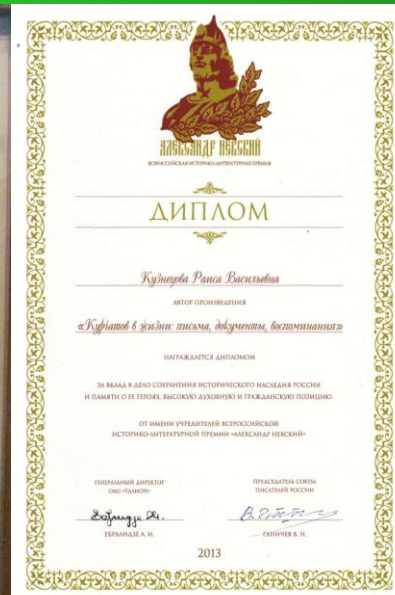 АЛЕКСАНДР НЕВСКИЙ
ВСЕРОССИЙСКАЯ ИСТОРИКО-ЛИТЕРАТУРНАЯ ПРЕМИЯ
ДИПЛОМ
Кузнецова Раиса Васильевна
АВТОР ПРОИЗВЕДЕНИЯ
«Курчатов в жизни: письма, документы, воспоминания»
НАГРАЖДАЕТСЯ ДИПЛОМОМ
ЗА ВКЛАД В ДЕЛО СОХРАНЕНИЯ ИСТОРИЧЕСКОГО НАСЛЕДИЯ РОССИИ
И ПАМЯТИ О ЕЕ ГЕРОЯХ, ВЫСОКУЮ ДУХОВНУЮ И ГРАЖДАНСКУЮ ПОЗИЦИЮ.
ОТ ИМЕНИ УЧРЕДИТЕЛЕЙ ВСЕРОССИЙСКОЙ
ИСТОРИКО-ЛИТЕРАТУРНОЙ ПРЕМИИ «АЛЕКСАНДР НЕВСКИЙ»
ГЕНЕРАЛЬНЫЙ ДИРЕКТОР
ОАО «ТАЛИОН»
ЕБРАЛИДЗЕ А. И.
ПРЕДСЕДАТЕЛЬ СОЮЗА
ПИСАТЕЛЕЙ РОССИИ
ГАНИЧЕВ В. Н.
2013